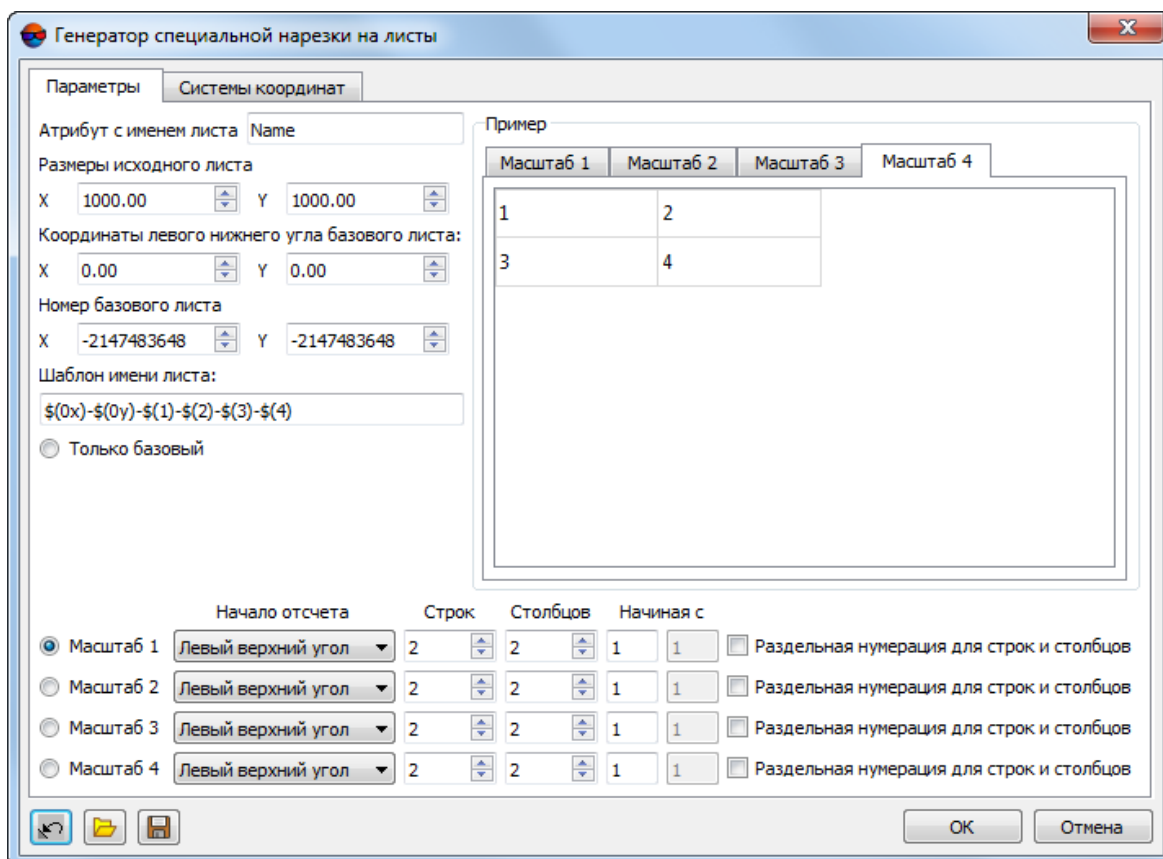 Генератор специальной нарезки на листы
Параметры Системы координат
Атрибут с именем листа Name
Размеры исходного листа
X 1000.00 Y 1000.00
Координаты левого нижнего угла базового листа:
X 0.00 Y 0.00
Номер базового листа
X -2147483648 Y -2147483648
Шаблон имени листа:
$(0x)-$(0y)-$(1)-$(2)-$(3)-$(4)
Только базовый
Пример
Масштаб 1 Масштаб 2 Масштаб 3 Масштаб 4
1 2
3 4
Начало отсчета Строк Столбцов Начиная с
Масштаб 1 Левый верхний угол 2 2 1 1 Раздельная нумерация для строк и столбцов
Масштаб 2 Левый верхний угол 2 2 1 1 Раздельная нумерация для строк и столбцов
Масштаб 3 Левый верхний угол 2 2 1 1 Раздельная нумерация для строк и столбцов
Масштаб 4 Левый верхний угол 2 2 1 1 Раздельная нумерация для строк и столбцов
OK Отмена